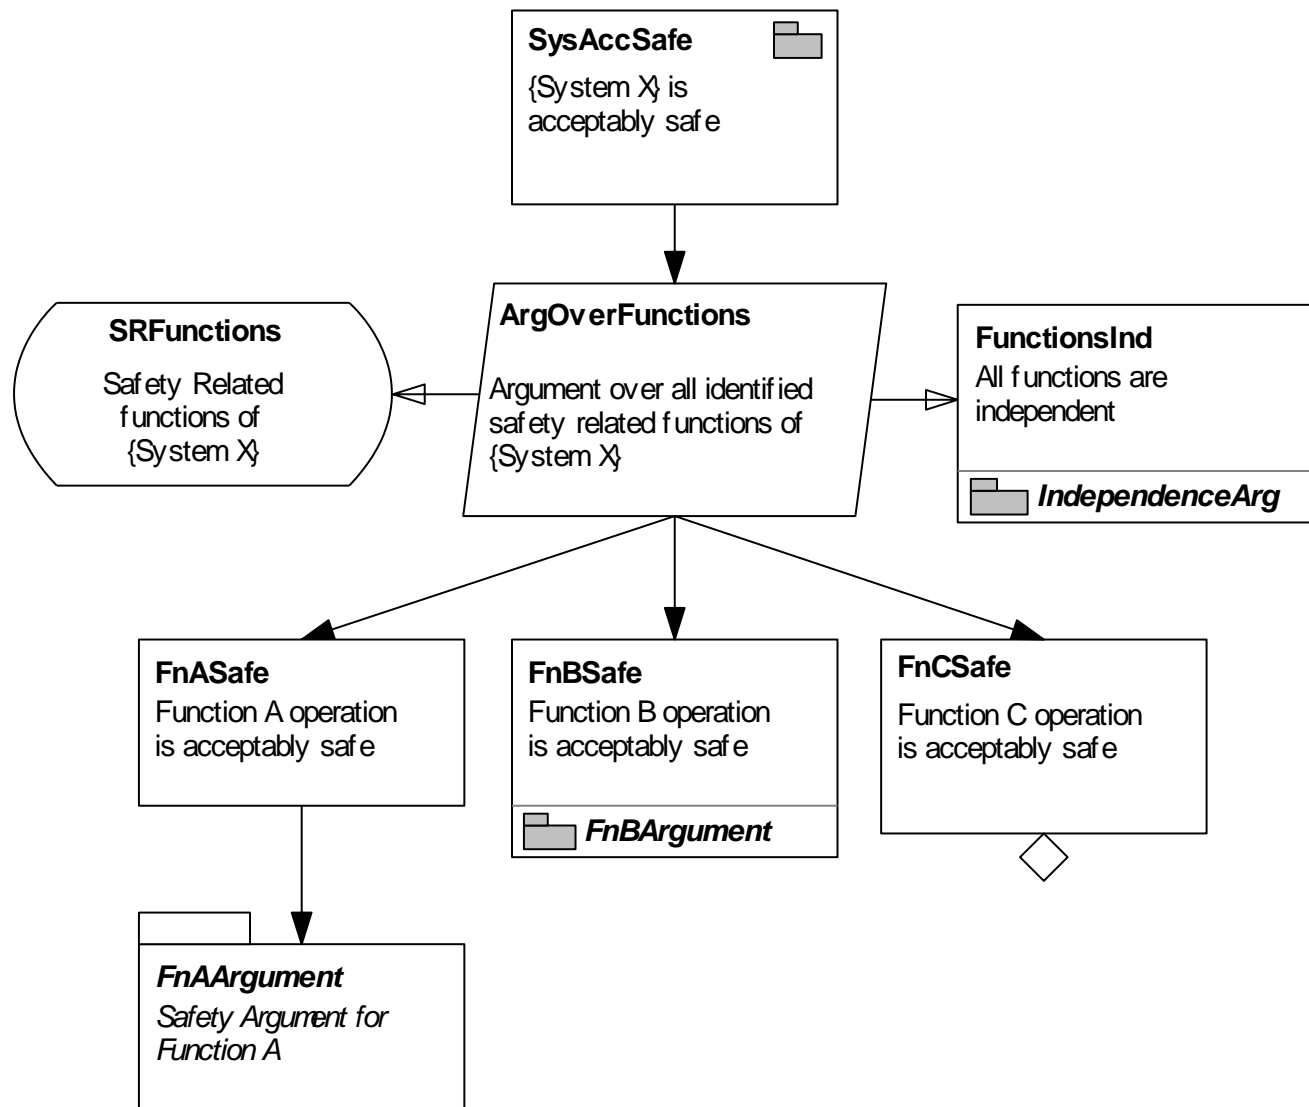 SysAccSafe
{System X} is
acceptably safe
SRFunctions
Safety Related
functions of
{System X}
ArgOverFunctions
Argument over all identified
safety related functions of
{System X}
FunctionsInd
All functions are
independent
IndependenceArg
FnASafe
Function A operation
is acceptably safe
FnBSafe
Function B operation
is acceptably safe
FnBArgument
FnCSafe
Function C operation
is acceptably safe
FnAArgument
Safety Argument for
Function A